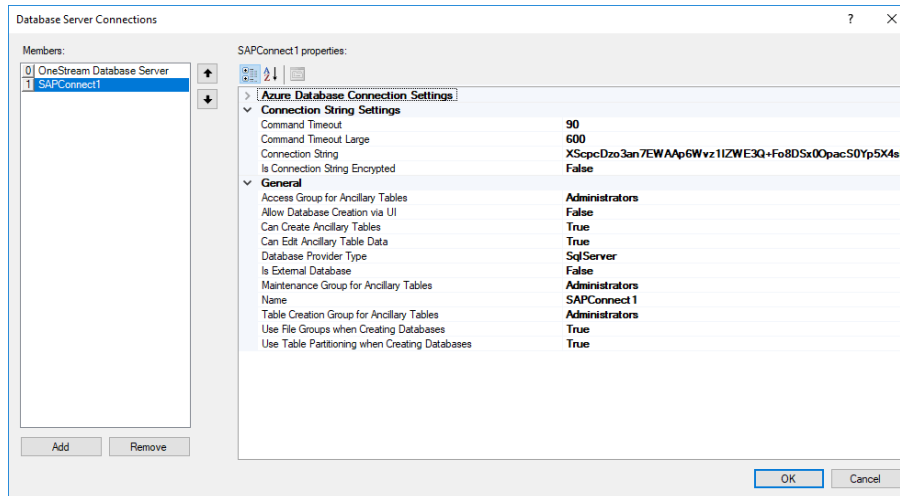 Database Server Connections
Members:
0 OneStream Database Server
1 SAPConnect1
Add Remove
SAPConnect1 properties:
Azure Database Connection Settings
Connection String Settings
Command Timeout 90
Command Timeout Large 600
Connection String
Is Connection String Encrypted False
General
Access Group for Ancillary Tables Administrators
Allow Database Creation via UI False
Can Create Ancillary Tables True
Can Edit Ancillary Table Data True
Database Provider Type SqlServer
Is External Database False
Maintenance Group for Ancillary Tables Administrators
Name SAPConnect1
Table Creation Group for Ancillary Tables Administrators
Use File Groups when Creating Databases True
Use Table Partitioning when Creating Databases True
OK Cancel